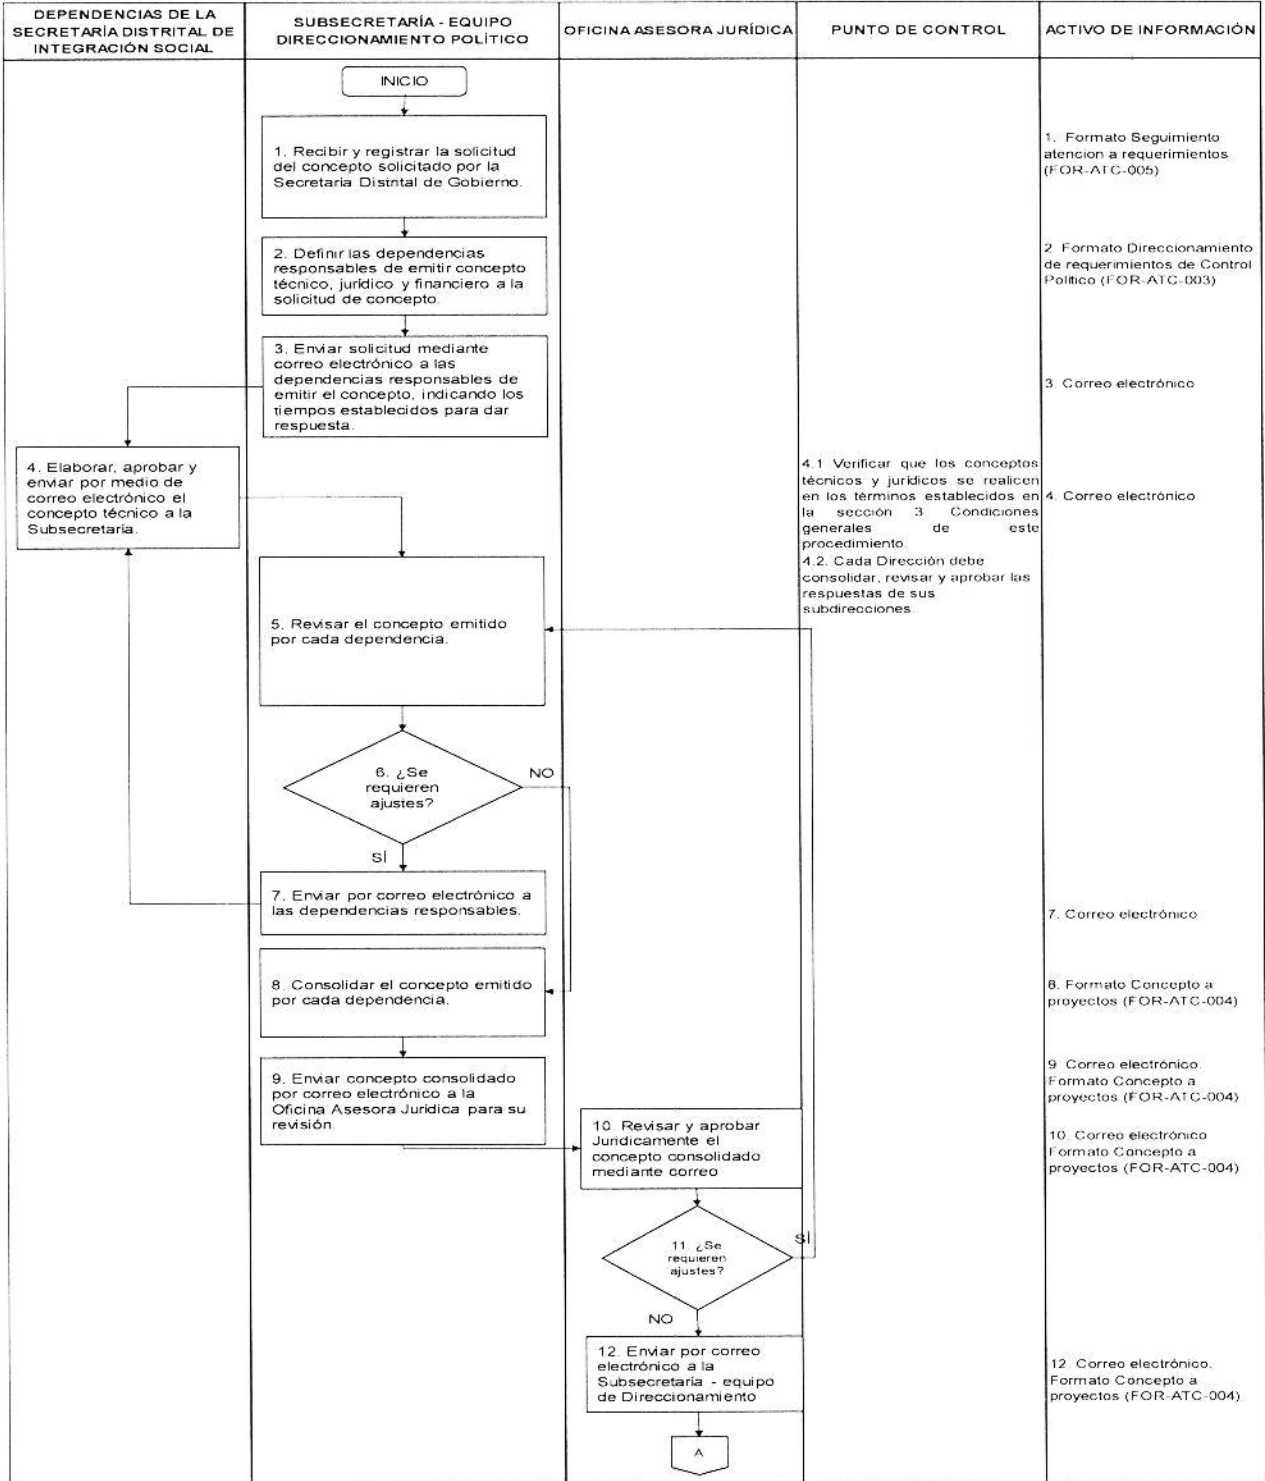 DEPENDENCIAS DE LA
SECRETARÍA DISTRITAL DE
INTEGRACIÓN SOCIAL
SUBSECRETARÍA - EQUIPO
DIRECCIONAMIENTO POLÍTICO
OFICINA ASESORA JURÍDICA
PUNTO DE CONTROL
ACTIVO DE INFORMACIÓN
INICIO
1. Recibir y registrar la solicitud
del concepto solicitado por la
Secretaría Distrital de Gobierno.
1. Formato Seguimiento
atencion a requerimientos
(FOR-ATC-005)
2. Definir las dependencias
responsables de emitir concepto
técnico, jurídico y financiero a la
solicitud de concepto.
2 Formato Direccionamiento
de requerimientos de Control
Político (FOR-ATC-003)
3. Enviar solicitud mediante
correo electrónico a las
dependencias responsables de
emitir el concepto, indicando los
tiempos establecidos para dar
respuesta.
3. Correo electrónico
4. Elaborar, aprobar y
enviar por medio de
correo electrónico el
concepto técnico a la
Subsecretaría.
4.1 Verificar que los conceptos
técnicos y jurídicos se realicen
en los términos establecidos en
la sección 3 Condiciones
generales de este
procedimiento.
4.2. Cada Dirección debe
consolidar, revisar y aprobar las
respuestas de sus
subdirecciones
4. Correo electrónico
5. Revisar el concepto emitido
por cada dependencia.
6. ¿Se
requieren
ajustes?
NO
SÍ
7. Enviar por correo electrónico a
las dependencias responsables.
7. Correo electrónico
8. Consolidar el concepto emitido
por cada dependencia.
8. Formato Concepto a
proyectos (FOR-ATC-004)
9. Enviar concepto consolidado
por correo electrónico a la
Oficina Asesora Jurídica para su
revisión.
9 Correo electrónico.
Formato Concepto a
proyectos (FOR-ATC-004)
10. Revisar y aprobar
Jurídicamente el
concepto consolidado
mediante correo
10. Correo electrónico
Formato Concepto a
proyectos (FOR-ATC-004)
11 ¿Se
requieren
ajustes?
SÍ
NO
12. Enviar por correo
electrónico a la
Subsecretaría - equipo
de Direccionamiento
12. Correo electrónico.
Formato Concepto a
proyectos (FOR-ATC-004)
A